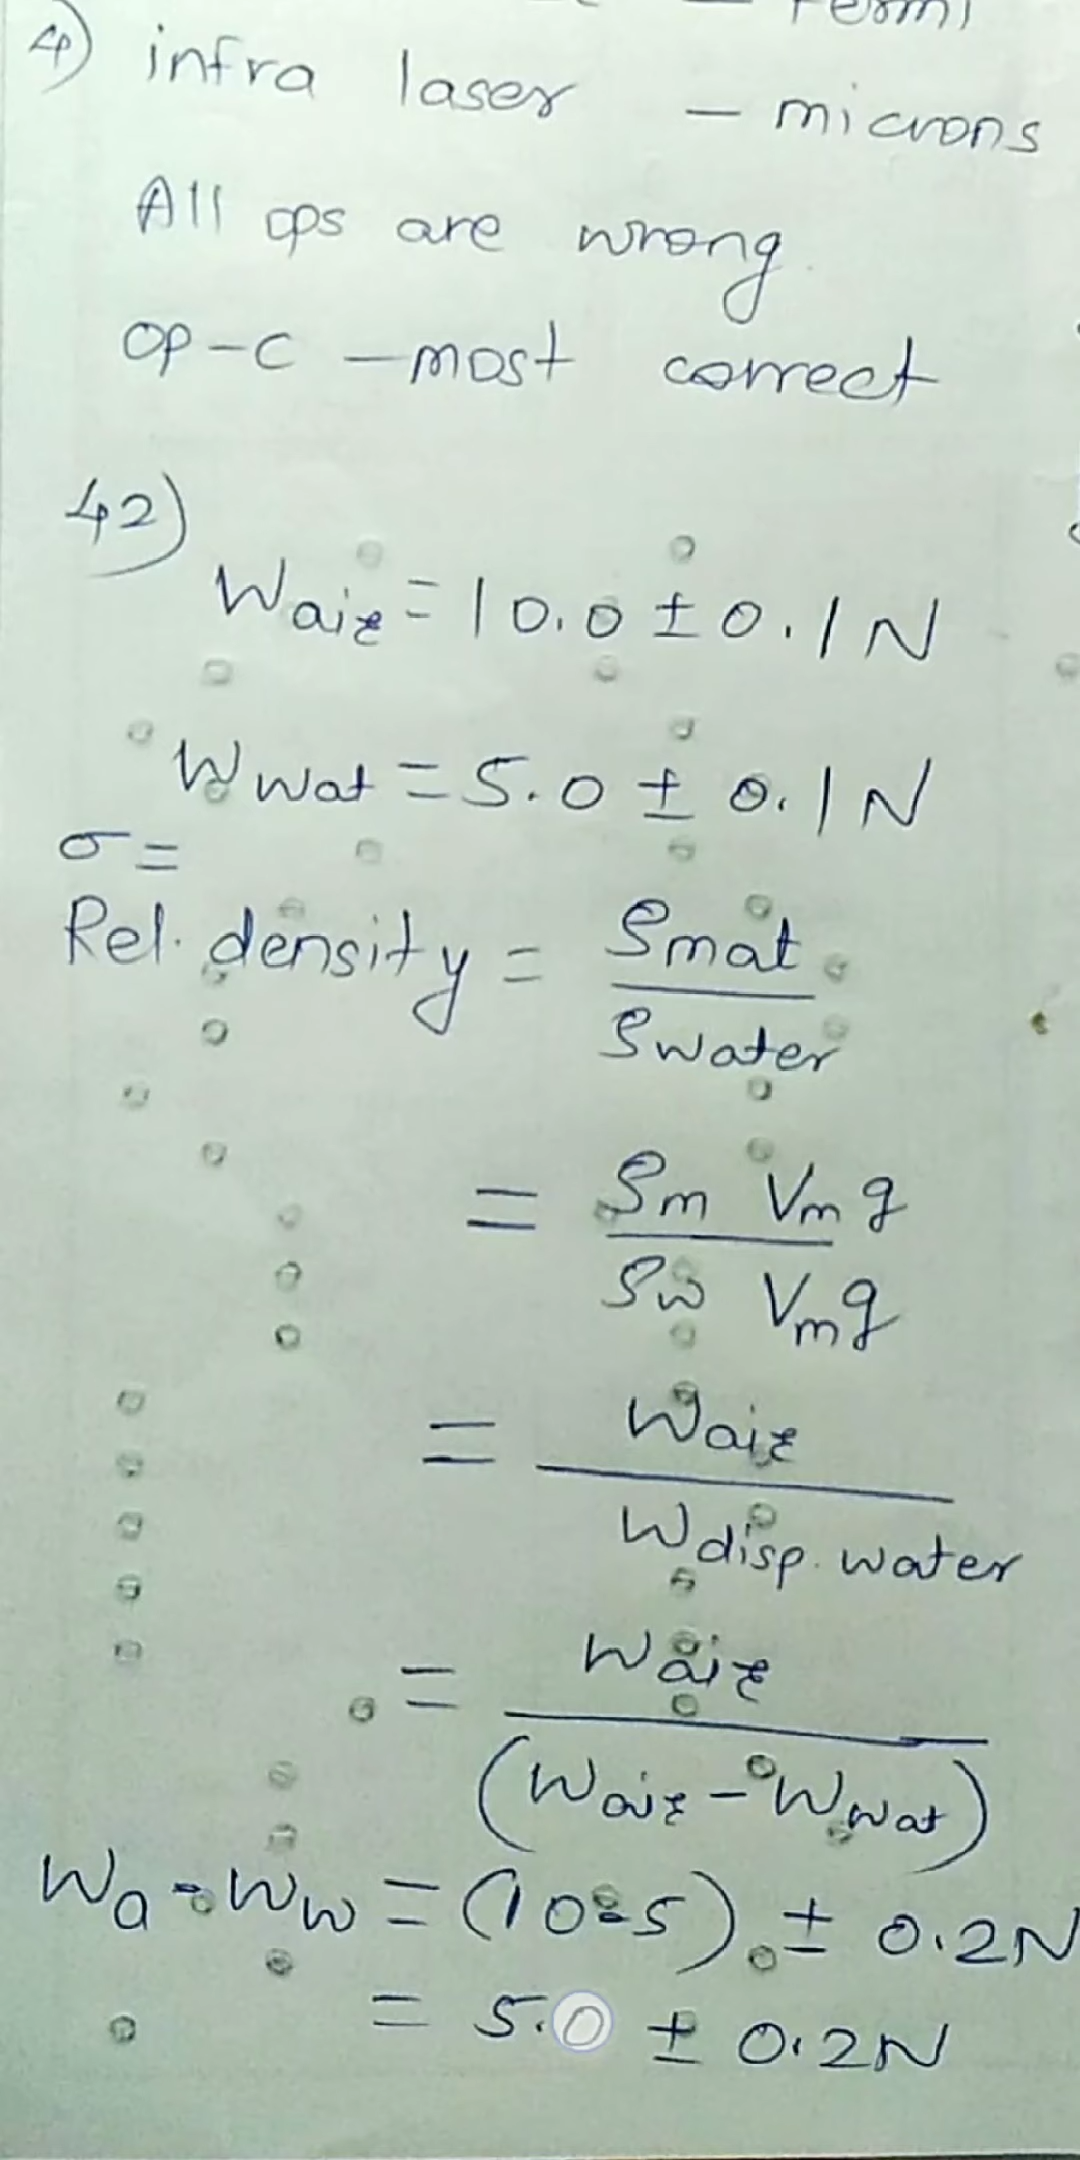 fermi
4) infra laser - microns
All ops are wrong
OP-C - most correct
42)
Wair = 10.0 ± 0.1 N
Wwat = 5.0 ± 0.1 N
σ =
Rel. density = ρmat / ρwater
= ρm Vm g / ρw Vm g
= Wair / Wdisp. water
= Wair / (Wair - Wwat)
Wa - Ww = (10-5) ± 0.2N
= 5.0 ± 0.2N